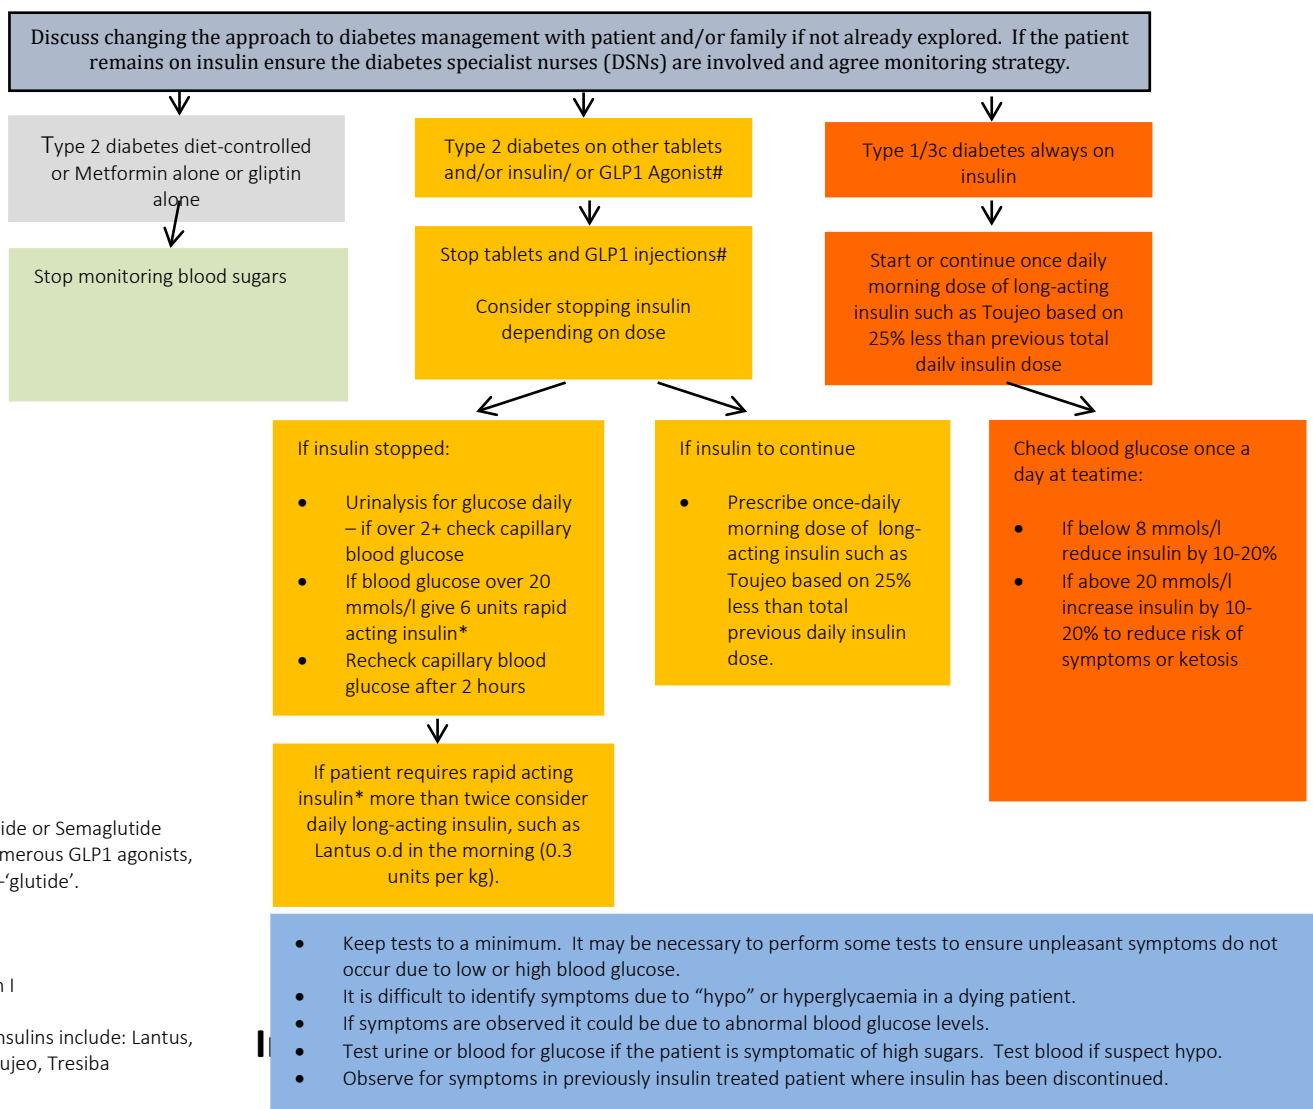 Discuss changing the approach to diabetes management with patient and/or family if not already explored.  If the patient
remains on insulin ensure the diabetes specialist nurses (DSNs) are involved and agree monitoring strategy.
Type 2 diabetes diet-controlled
or Metformin alone or gliptin
alone
Type 2 diabetes on other tablets
and/or insulin/ or GLP1 Agonist#
Type 1/3c diabetes always on
insulin
Stop monitoring blood sugars
Stop tablets and GLP1 injections#
Consider stopping insulin
depending on dose
Start or continue once daily
morning dose of long-acting
insulin such as Toujeo based on
25% less than previous total
daily insulin dose
If insulin stopped:
• Urinalysis for glucose daily
– if over 2+ check capillary
blood glucose
• If blood glucose over 20
mmols/l give 6 units rapid
acting insulin*
• Recheck capillary blood
glucose after 2 hours
If insulin to continue
• Prescribe once-daily
morning dose of  long-
acting insulin such as
Toujeo based on 25%
less than total
previous daily insulin
dose.
Check blood glucose once a
day at teatime:
• If below 8 mmols/l
reduce insulin by 10-20%
• If above 20 mmols/l
increase insulin by 10-
20% to reduce risk of
symptoms or ketosis
If patient requires rapid acting
insulin* more than twice consider
daily long-acting insulin, such as
Lantus o.d in the morning (0.3
units per kg).
ide or Semaglutide
merous GLP1 agonists,
-‘glutide’.
n I
nsulins include: Lantus,
ujeo, Tresiba
• Keep tests to a minimum.  It may be necessary to perform some tests to ensure unpleasant symptoms do not
occur due to low or high blood glucose.
• It is difficult to identify symptoms due to “hypo” or hyperglycaemia in a dying patient.
• If symptoms are observed it could be due to abnormal blood glucose levels.
• Test urine or blood for glucose if the patient is symptomatic of high sugars.  Test blood if suspect hypo.
• Observe for symptoms in previously insulin treated patient where insulin has been discontinued.